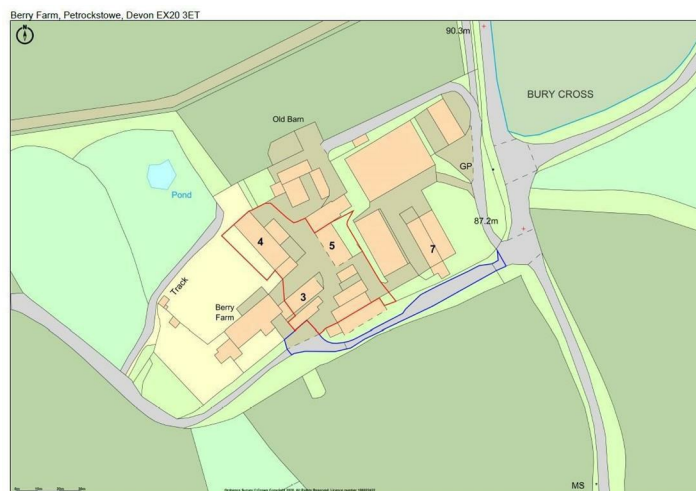 Berry Farm, Petrockstowe, Devon EX20 3ET
N
90.3m
BURY CROSS
Old Barn
GP
Pond
87.2m
4
5
7
Track
3
Berry
Farm
MS